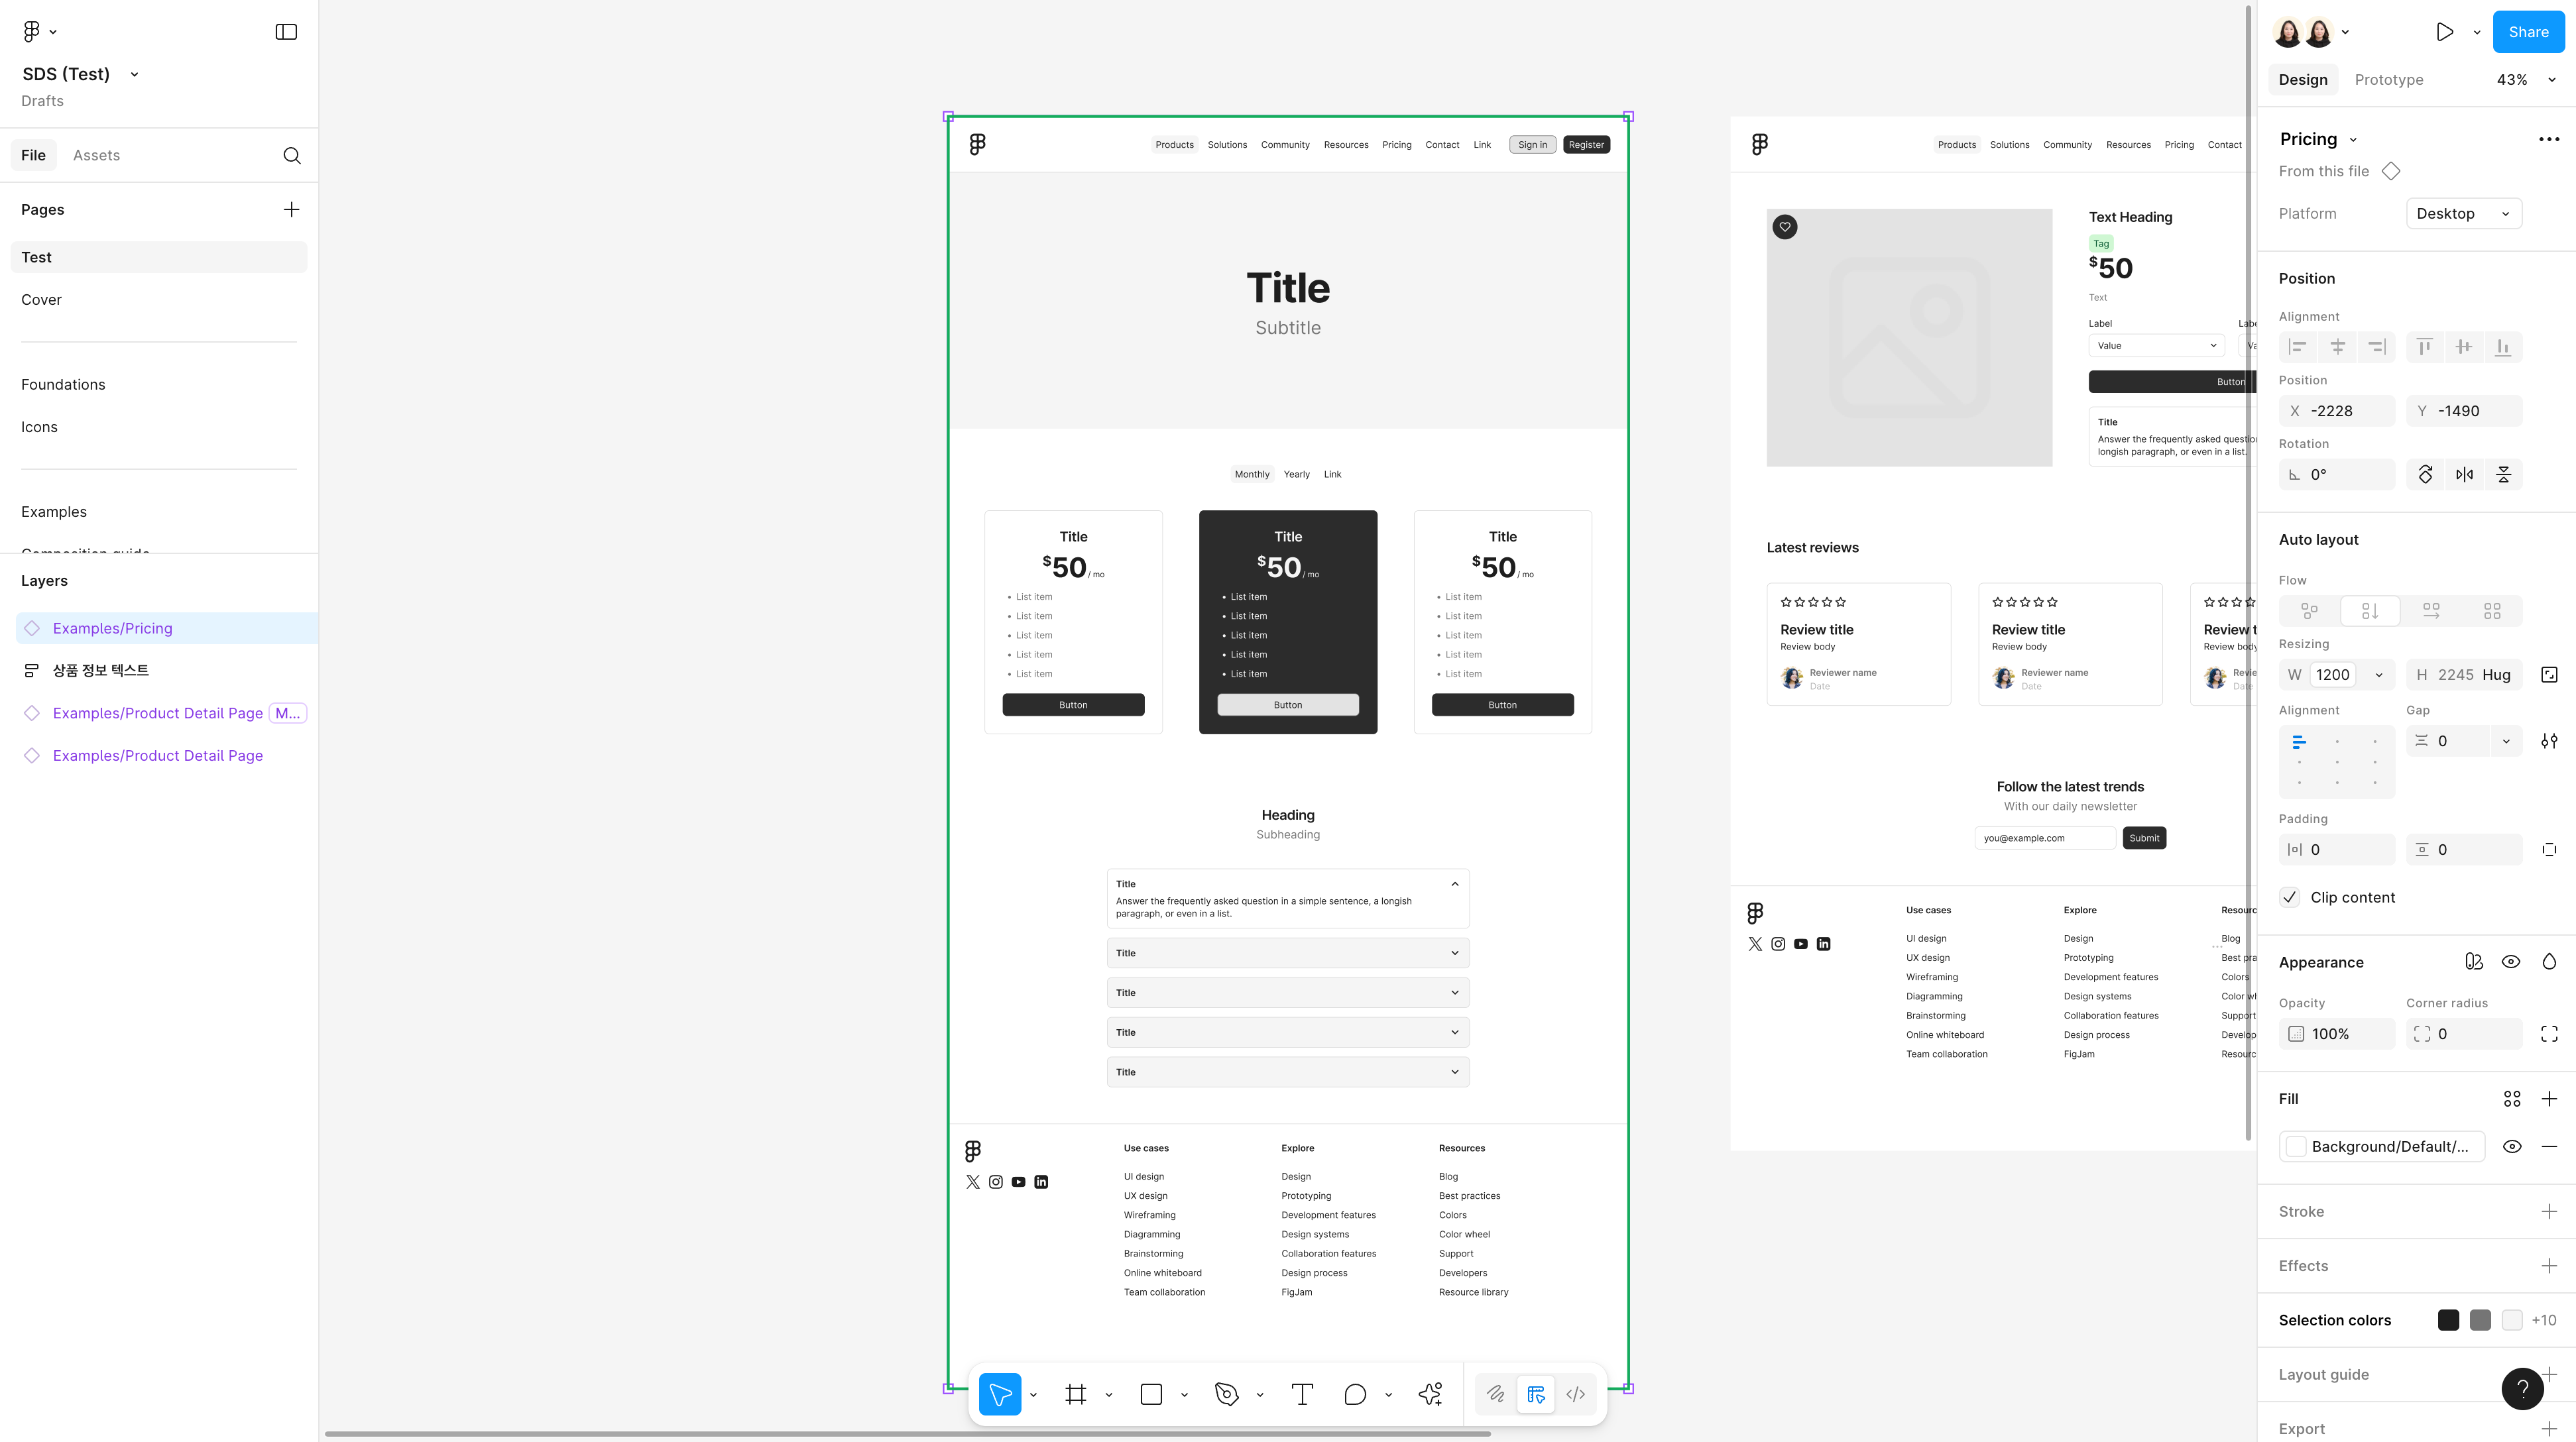 SDS (Test)
Drafts
File
Assets
Pages
Test
Cover
Foundations
Icons
Examples
Layers
Examples/Pricing
상품 정보 텍스트
Examples/Product Detail Page M...
Examples/Product Detail Page
Products Solutions Community Resources Pricing Contact Link Sign in Register
Title
Subtitle
Monthly Yearly Link
Title
$50 / mo
List item
List item
List item
List item
List item
Button
Title
$50 / mo
List item
List item
List item
List item
List item
Button
Title
$50 / mo
List item
List item
List item
List item
List item
Button
Heading
Subheading
Title
Answer the frequently asked question in a simple sentence, a longish
paragraph, or even in a list.
Title
Title
Title
Title
Use cases
UI design
UX design
Wireframing
Diagramming
Brainstorming
Online whiteboard
Team collaboration
Explore
Design
Prototyping
Development features
Design systems
Collaboration features
Design process
FigJam
Resources
Blog
Best practices
Colors
Color wheel
Support
Developers
Resource library
Products Solutions Community Resources Pricing Contact
Text Heading
Tag
$50
Text
Label
Value
Button
Title
Answer the frequently asked
longish paragraph, or even in a list.
Latest reviews
Review title
Review body
Reviewer name
Date
Review title
Review body
Reviewer name
Date
Review
Date
Follow the latest trends
With our daily newsletter
you@example.com
Submit
Use cases
UI design
UX design
Wireframing
Diagramming
Brainstorming
Online whiteboard
Team collaboration
Explore
Design
Prototyping
Development features
Design systems
Collaboration features
Design process
FigJam
Blog
Best
Colors
Color
Support
Share
Design Prototype 43%
Pricing
From this file
Platform Desktop
Position
Alignment
Position
X -2228 Y -1490
Rotation
0°
Auto layout
Flow
Resizing
W 1200 H 2245 Hug
Alignment Gap
0
Padding
0 0
Clip content
Appearance
Opacity Corner radius
100% 0
Fill
Background/Default/...
Stroke
Effects
Selection colors +10
Layout guide
?
Export